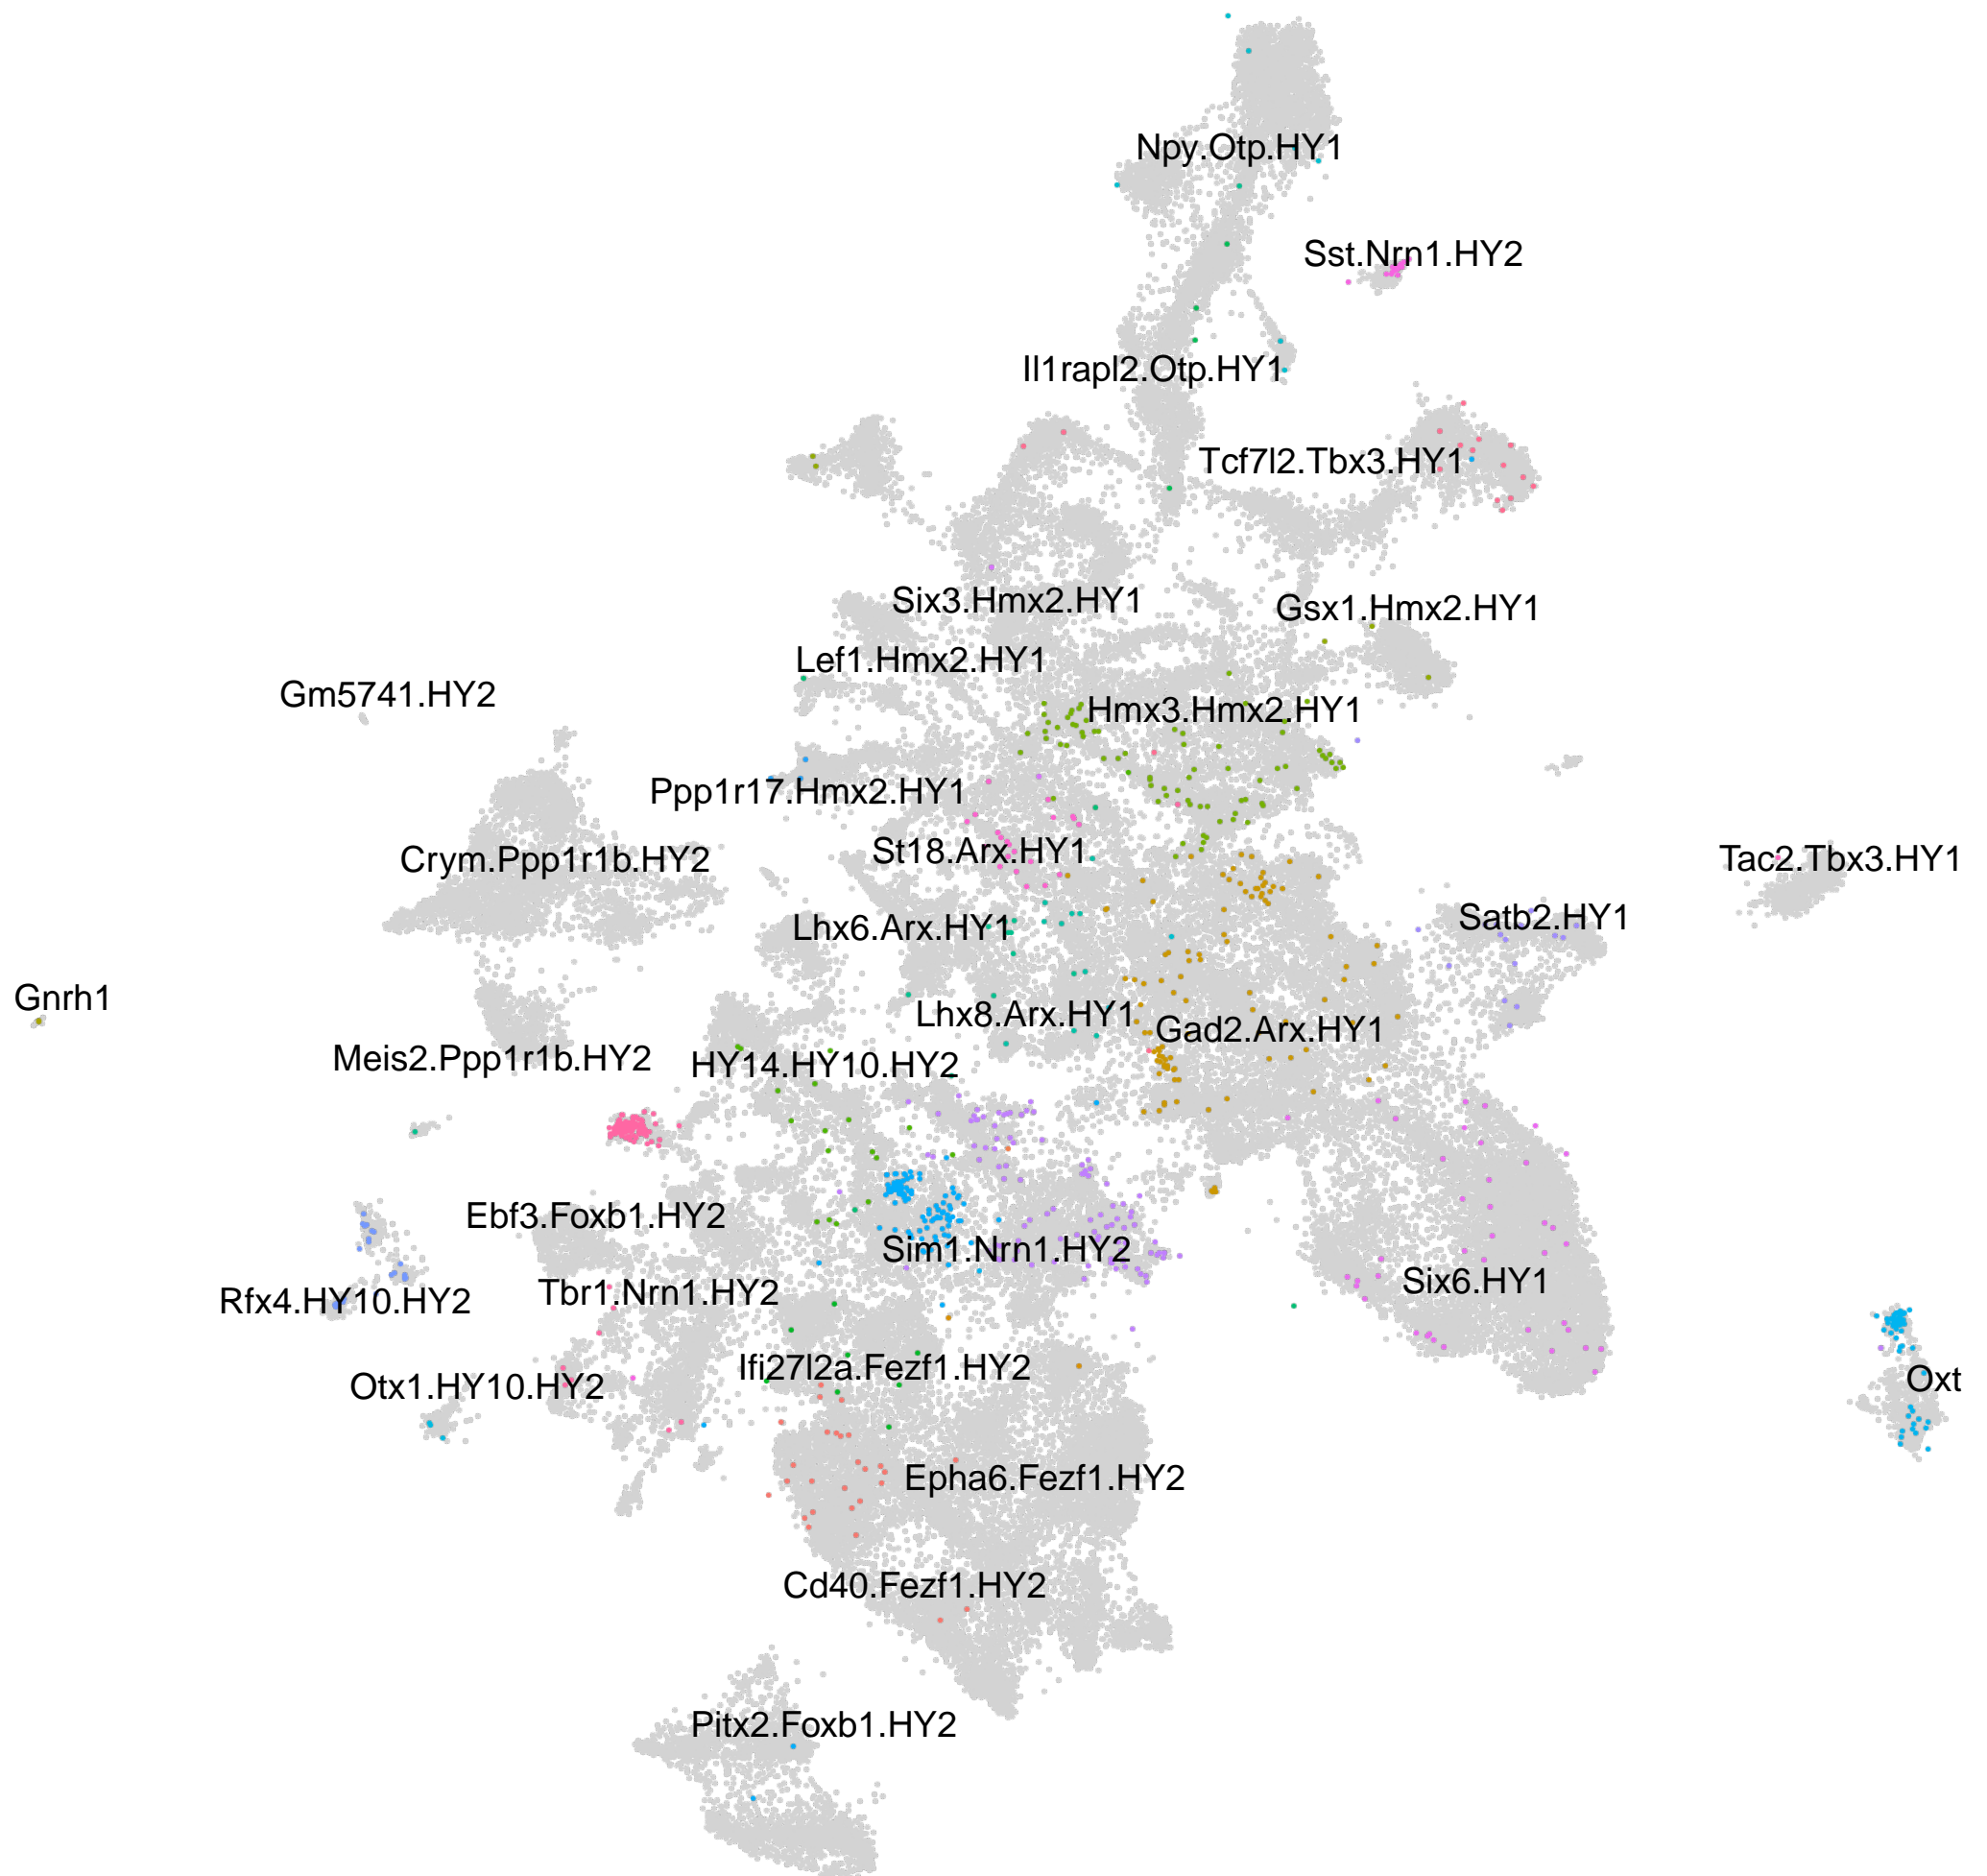 Npy.Otp.HY1
Sst.Nrn1.HY2
Il1rapl2.Otp.HY1
Tcf7l2.Tbx3.HY1
Six3.Hmx2.HY1
Gsx1.Hmx2.HY1
Lef1.Hmx2.HY1
Gm5741.HY2
Hmx3.Hmx2.HY1
Ppp1r17.Hmx2.HY1
St18.Arx.HY1
Crym.Ppp1r1b.HY2
Tac2.Tbx3.HY1
Satb2.HY1
Lhx6.Arx.HY1
Gnrh1
Lhx8.Arx.HY1
Gad2.Arx.HY1
Meis2.Ppp1r1b.HY2
HY14.HY10.HY2
Ebf3.Foxb1.HY2
Sim1.Nrn1.HY2
Six6.HY1
Tbr1.Nrn1.HY2
Rfx4.HY10.HY2
Ifi27l2a.Fezf1.HY2
Oxt
Otx1.HY10.HY2
Epha6.Fezf1.HY2
Cd40.Fezf1.HY2
Pitx2.Foxb1.HY2